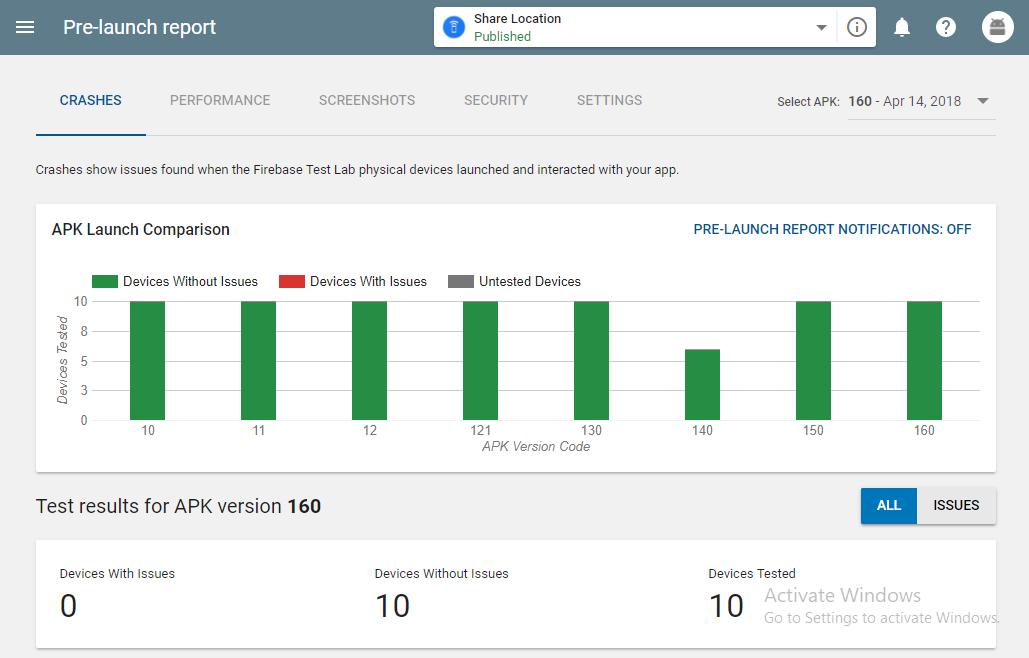 Pre-launch report
Share Location
Published
CRASHES PERFORMANCE SCREENSHOTS SECURITY SETTINGS Select APK: 160 - Apr 14, 2018
Crashes show issues found when the Firebase Test Lab physical devices launched and interacted with your app.
APK Launch Comparison PRE-LAUNCH REPORT NOTIFICATIONS: OFF
Devices Without Issues Devices With Issues Untested Devices
Devices Tested
10
8
5
3
0
10 11 12 121 130 140 150 160
APK Version Code
Test results for APK version 160 ALL ISSUES
Devices With Issues Devices Without Issues Devices Tested
0 10 10
Activate Windows
Go to Settings to activate Windows.